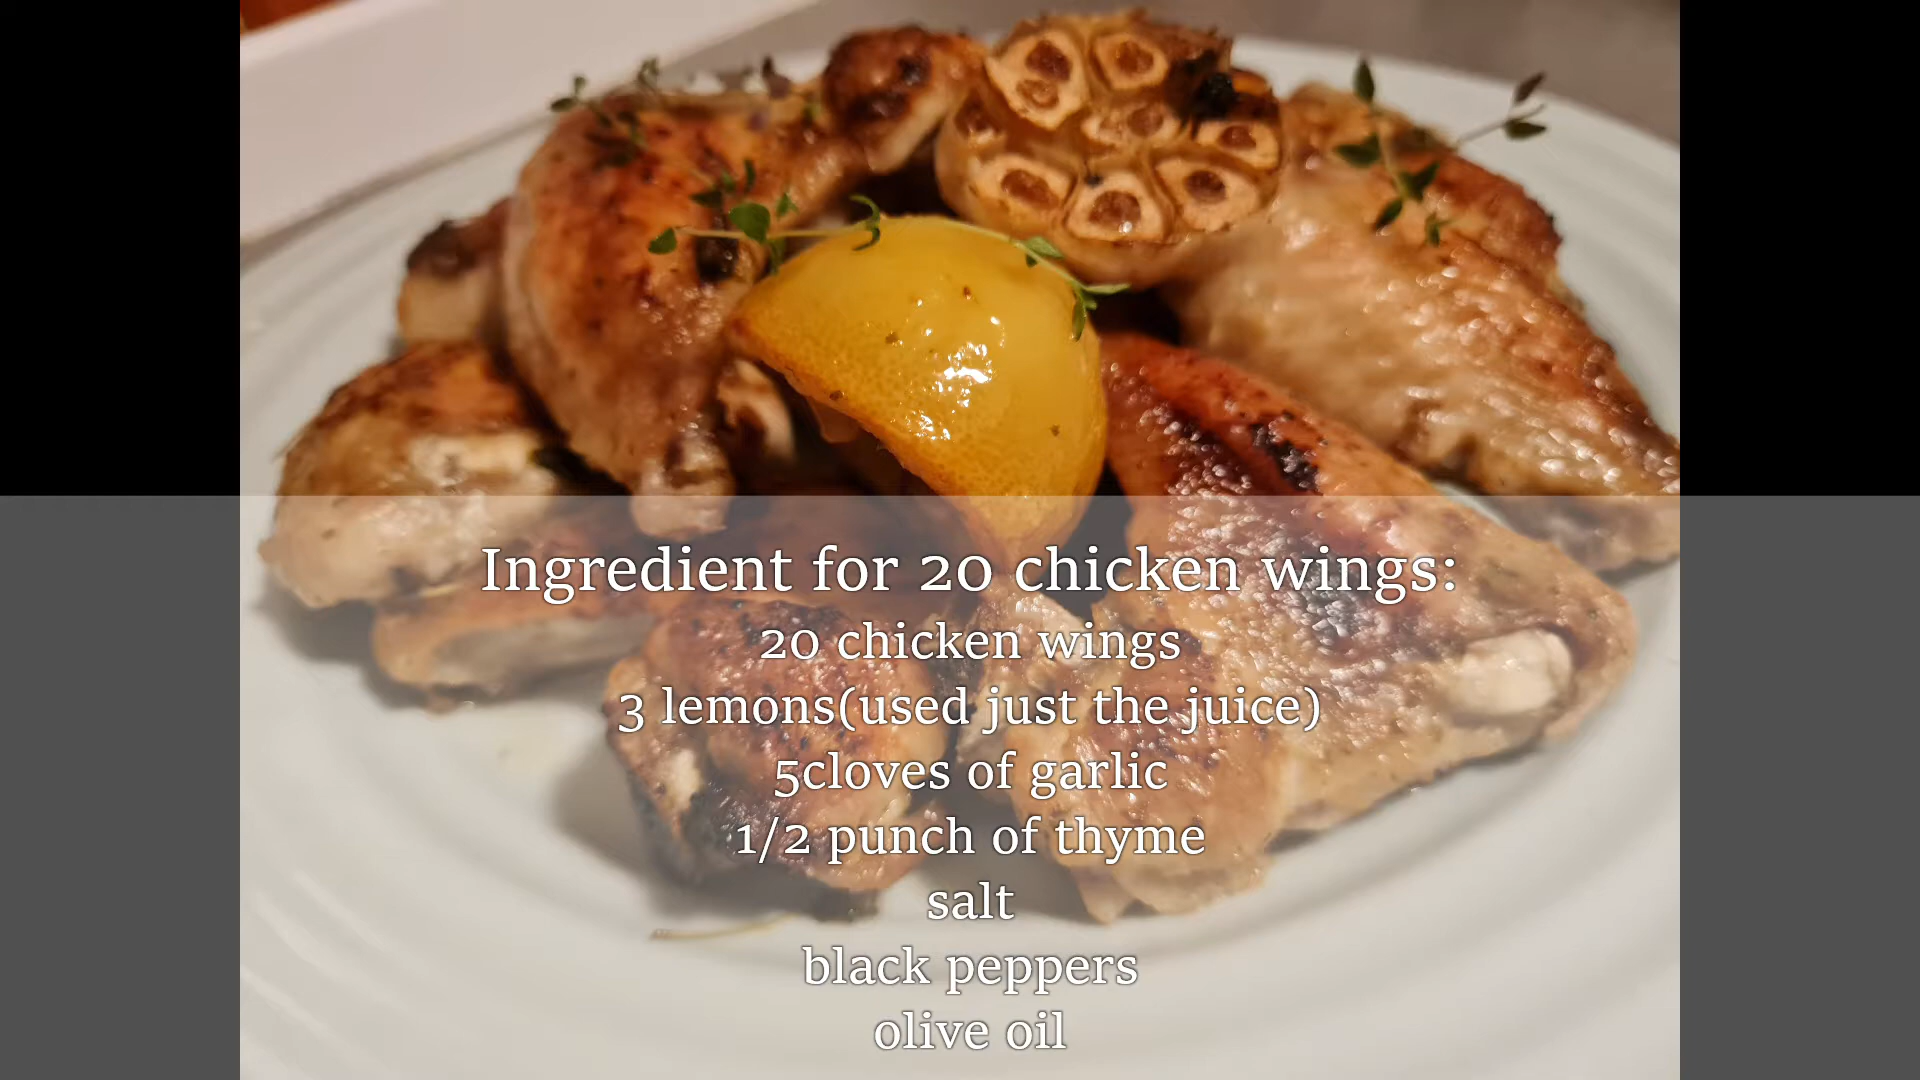 Ingredient for 20 chicken wings:
20 chicken wings
3 lemons(used just the juice)
5cloves of garlic
1/2 punch of thyme
salt
black peppers
olive oil